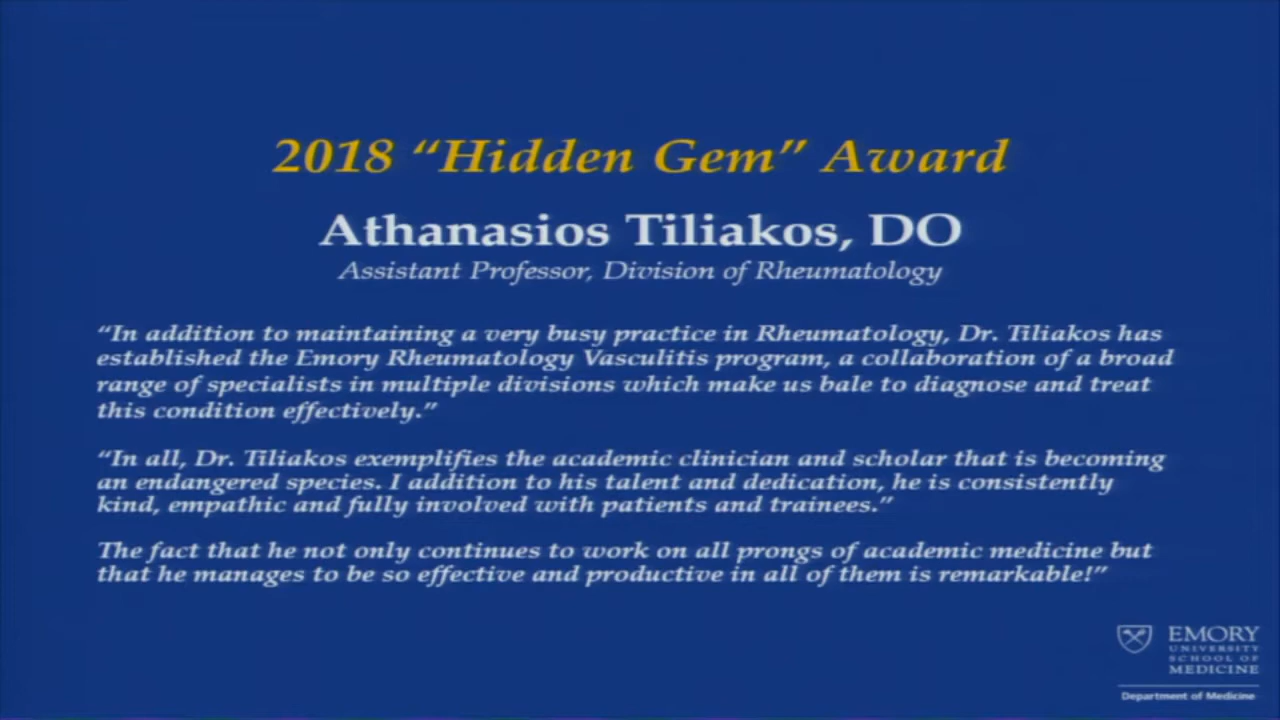 2018 “Hidden Gem” Award
Athanasios Tiliakos, DO
Assistant Professor, Division of Rheumatology
“In addition to maintaining a very busy practice in Rheumatology, Dr. Tiliakos has
established the Emory Rheumatology Vasculitis program, a collaboration of a broad
range of specialists in multiple divisions which make us bale to diagnose and treat
this condition effectively.”
“In all, Dr. Tiliakos exemplifies the academic clinician and scholar that is becoming
an endangered species. I addition to his talent and dedication, he is consistently
kind, empathic and fully involved with patients and trainees.”
The fact that he not only continues to work on all prongs of academic medicine but
that he manages to be so effective and productive in all of them is remarkable!”
EMORY
UNIVERSITY
SCHOOL OF
MEDICINE
Department of Medicine